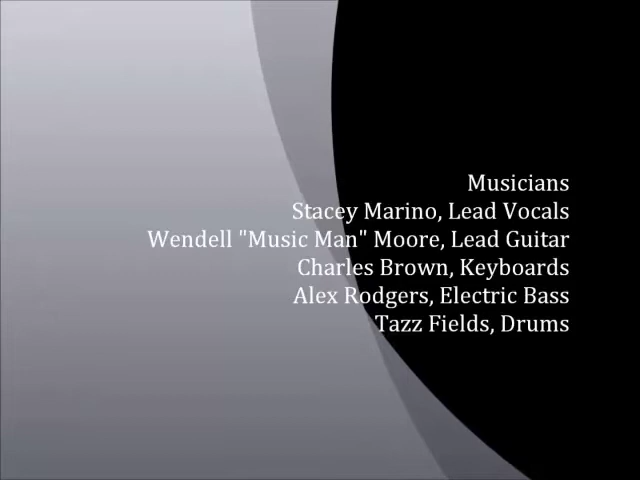 Musicians
Stacey Marino, Lead Vocals
Wendell "Music Man" Moore, Lead Guitar
Charles Brown, Keyboards
Alex Rodgers, Electric Bass
Tazz Fields, Drums